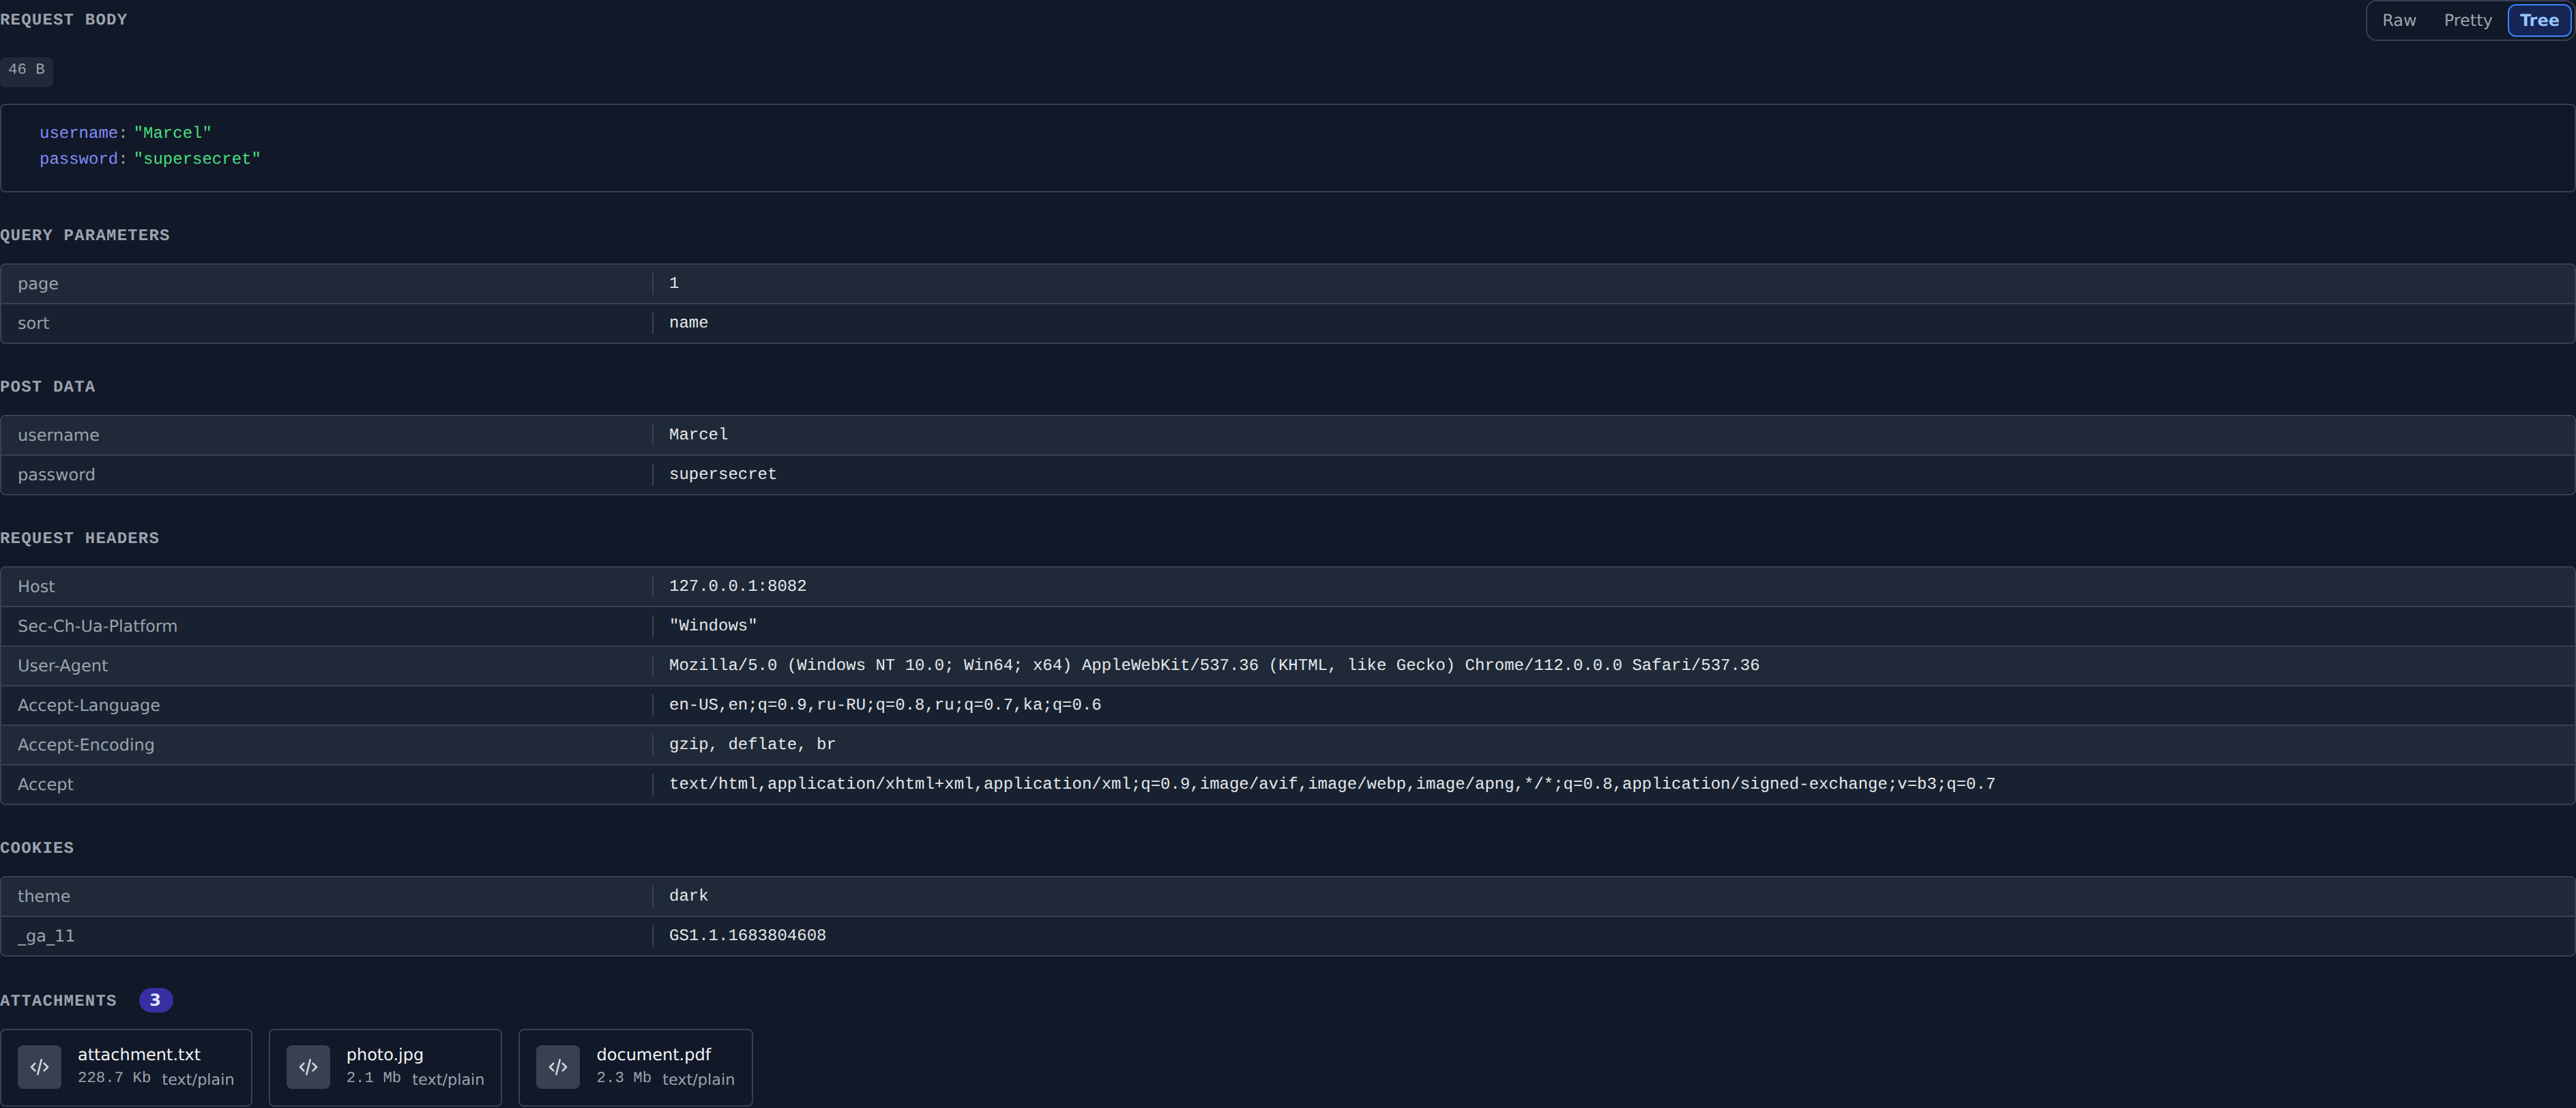 REQUEST BODY
Raw Pretty Tree
46 B
username: "Marcel"
password: "supersecret"
QUERY PARAMETERS
page 1
sort name
POST DATA
username Marcel
password supersecret
REQUEST HEADERS
Host 127.0.0.1:8082
Sec-Ch-Ua-Platform "Windows"
User-Agent Mozilla/5.0 (Windows NT 10.0; Win64; x64) AppleWebKit/537.36 (KHTML, like Gecko) Chrome/112.0.0.0 Safari/537.36
Accept-Language en-US,en;q=0.9,ru-RU;q=0.8,ru;q=0.7,ka;q=0.6
Accept-Encoding gzip, deflate, br
Accept text/html,application/xhtml+xml,application/xml;q=0.9,image/avif,image/webp,image/apng,*/*;q=0.8,application/signed-exchange;v=b3;q=0.7
COOKIES
theme dark
_ga_11 GS1.1.1683804608
ATTACHMENTS 3
attachment.txt
228.7 Kb text/plain
photo.jpg
2.1 Mb text/plain
document.pdf
2.3 Mb text/plain